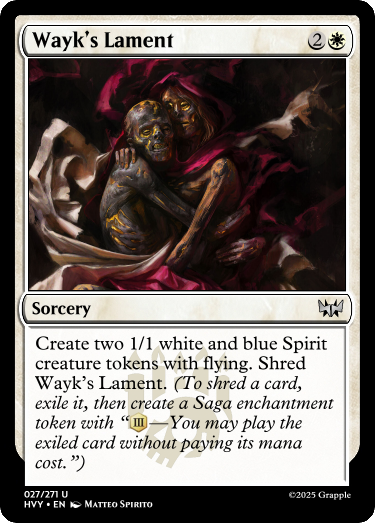 Wayk's Lament 2
Sorcery
Create two 1/1 white and blue Spirit
creature tokens with flying. Shred
Wayk's Lament. (To shred a card,
exile it, then create a Saga enchantment
token with “III—You may play the
exiled card without paying its mana
cost.”)
027/271 U
HVY • EN Matteo Spirito
©2025 Grapple